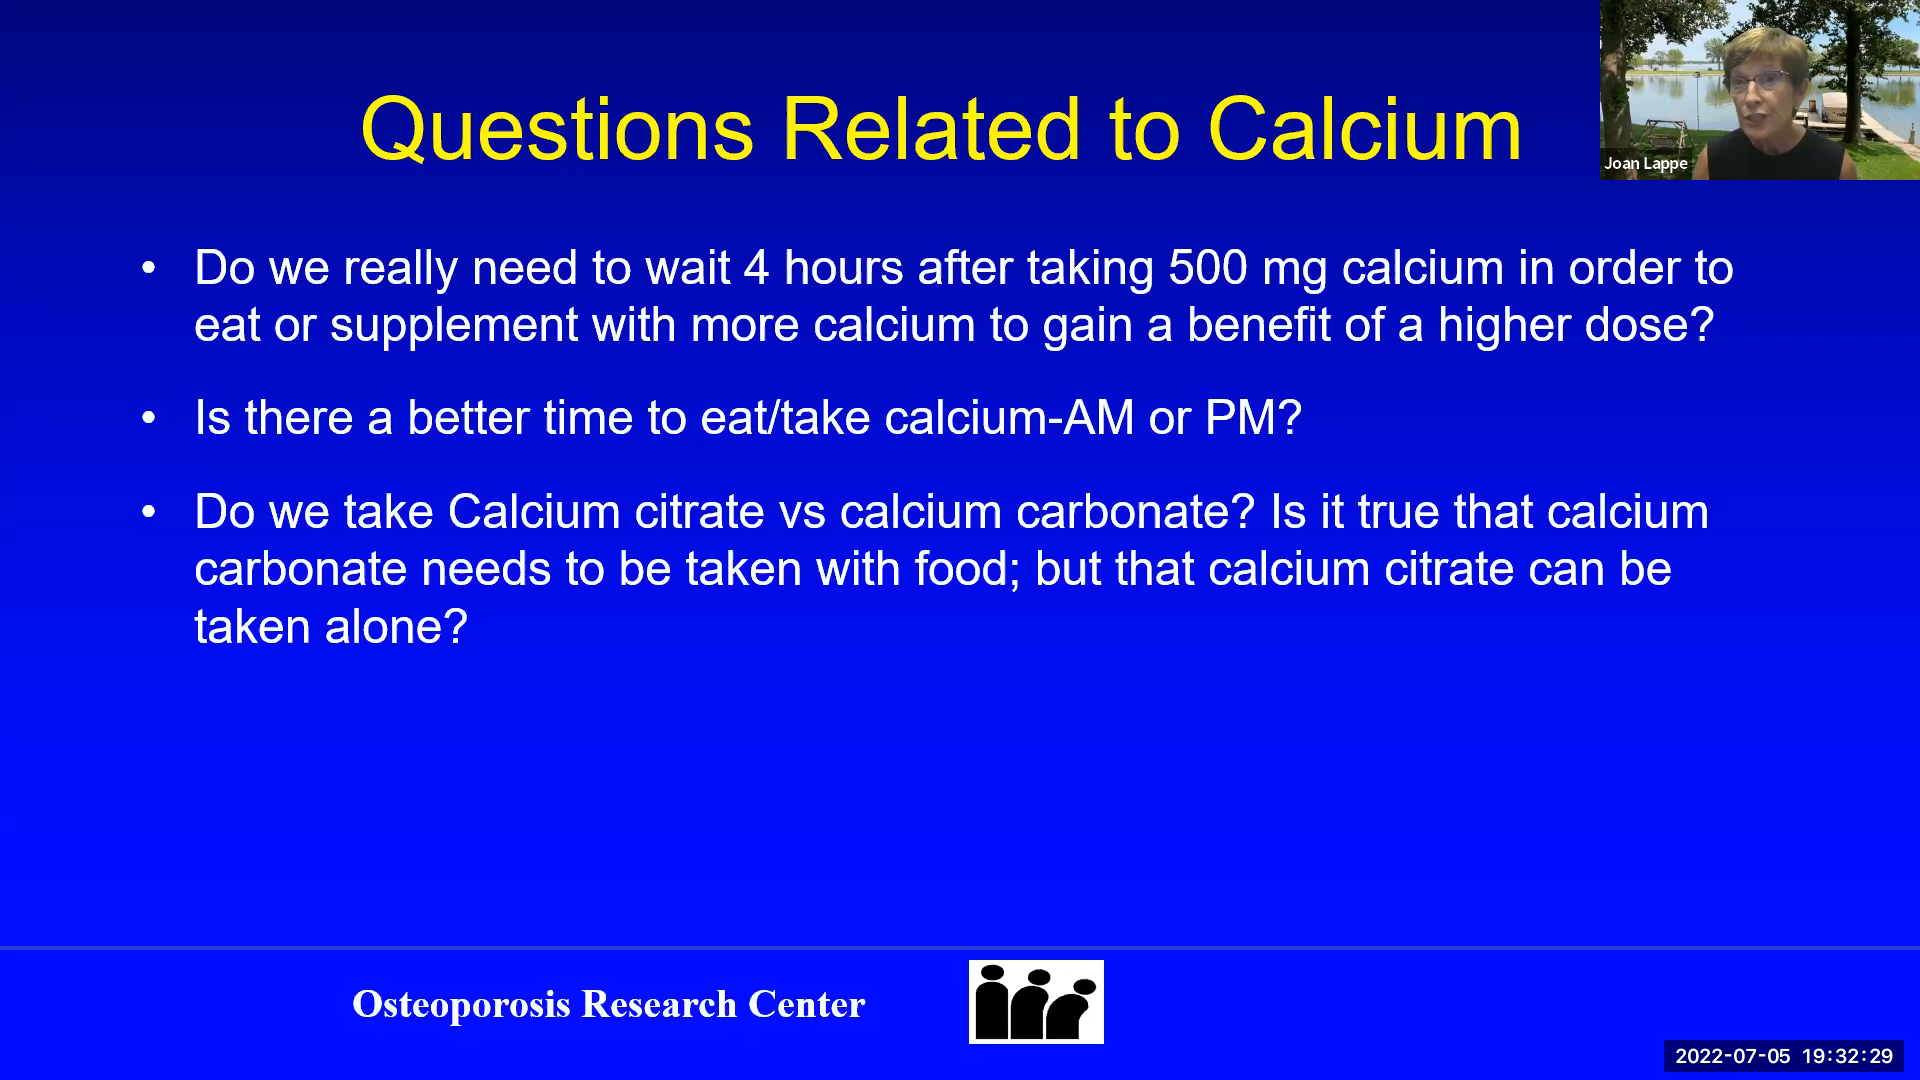 Questions Related to Calcium
Joan Lappe
• Do we really need to wait 4 hours after taking 500 mg calcium in order to
eat or supplement with more calcium to gain a benefit of a higher dose?
• Is there a better time to eat/take calcium-AM or PM?
• Do we take Calcium citrate vs calcium carbonate? Is it true that calcium
carbonate needs to be taken with food; but that calcium citrate can be
taken alone?
Osteoporosis Research Center
2022-07-05 19:32:29